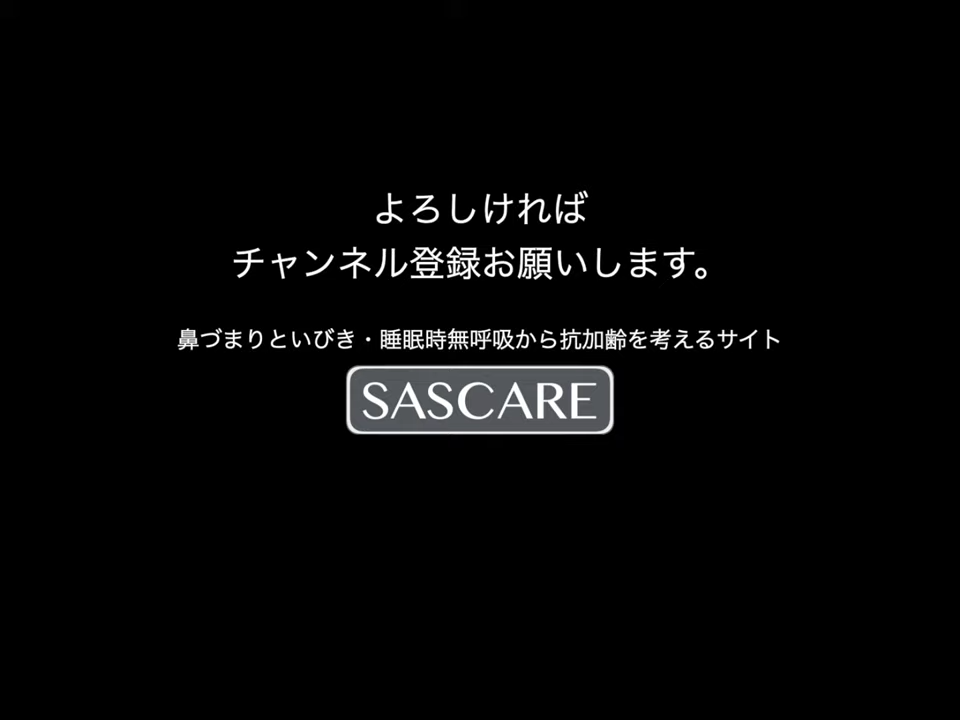 よろしければ
チャンネル登録お願いします。
鼻づまりといびき・睡眠時無呼吸から抗加齢を考えるサイト
SASCARE